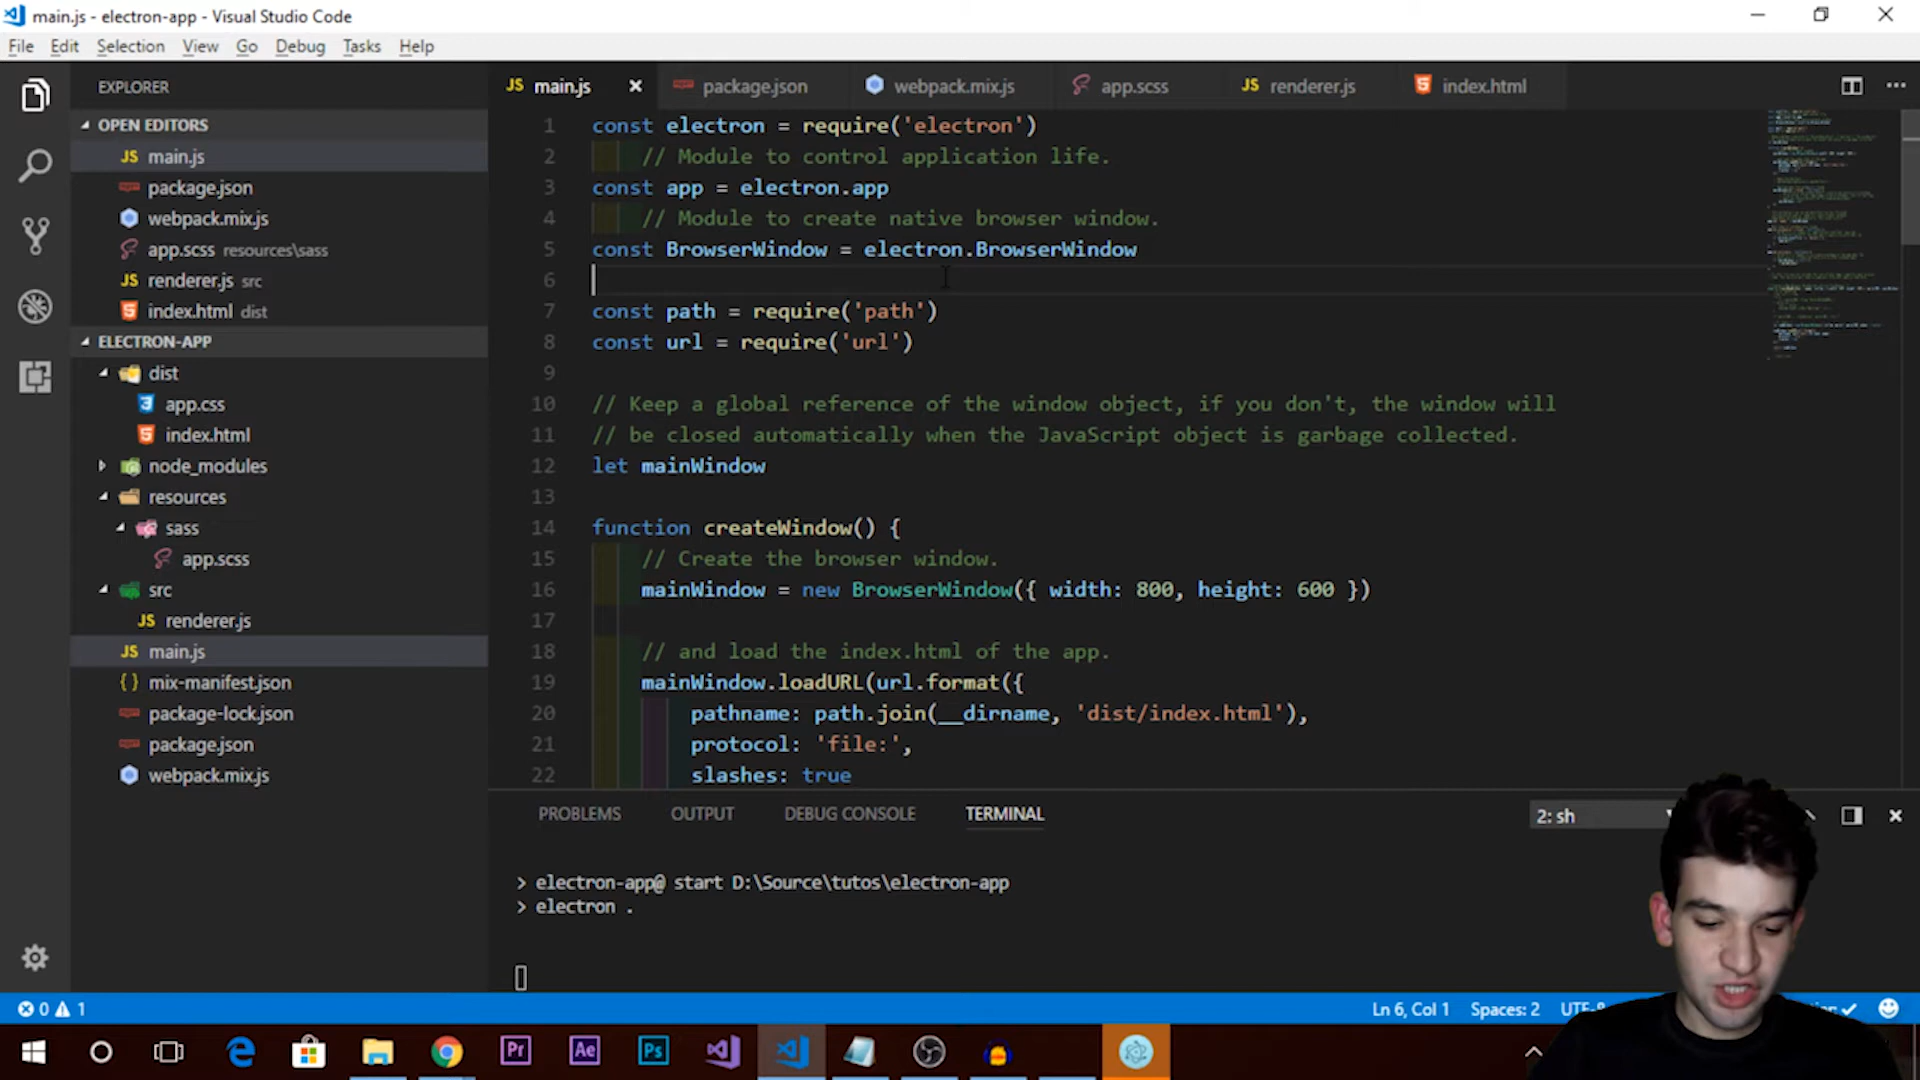 main.js - electron-app - Visual Studio Code
File Edit Selection View Go Debug Tasks Help
EXPLORER
OPEN EDITORS
JS main.js
package.json
webpack.mix.js
app.scss resources\sass
renderer.js src
index.html dist
ELECTRON-APP
dist
app.css
index.html
node_modules
resources
sass
app.scss
src
JS renderer.js
JS main.js
{} mix-manifest.json
package-lock.json
package.json
webpack.mix.js
JS main.js package.json webpack.mix.js app.scss JS renderer.js index.html
1 const electron = require('electron')
2 // Module to control application life.
3 const app = electron.app
4 // Module to create native browser window.
5 const BrowserWindow = electron.BrowserWindow
6
7 const path = require('path')
8 const url = require('url')
9
10 // Keep a global reference of the window object, if you don't, the window will
11 // be closed automatically when the JavaScript object is garbage collected.
12 let mainWindow
13
14 function createWindow() {
15 // Create the browser window.
16 mainWindow = new BrowserWindow({ width: 800, height: 600 })
17
18 // and load the index.html of the app.
19 mainWindow.loadURL(url.format({
20 pathname: path.join(__dirname, 'dist/index.html'),
21 protocol: 'file:',
22 slashes: true
PROBLEMS OUTPUT DEBUG CONSOLE TERMINAL 2: sh
> electron-app@ start D:\Source\tutos\electron-app
> electron .
0 1 Ln 6, Col 1 Spaces: 2
Pr Ae Ps